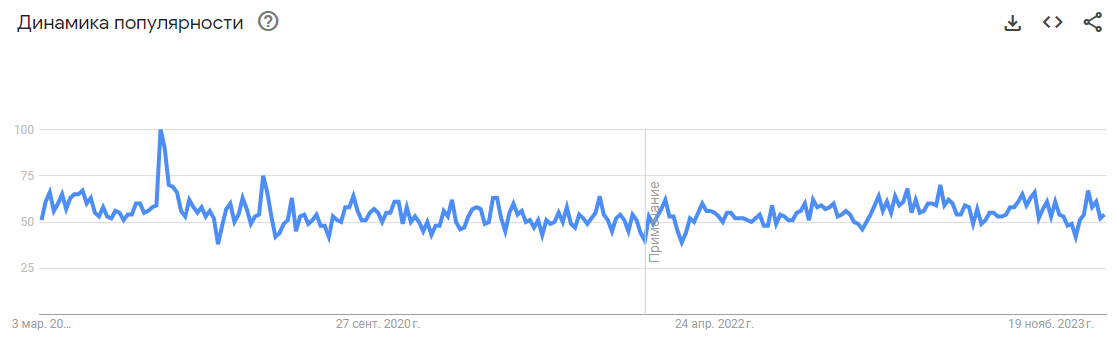 Динамика популярности
100
75
50
25
Примечание
3 мар. 20...
27 сент. 2020 г.
24 апр. 2022 г.
19 нояб. 2023 г.